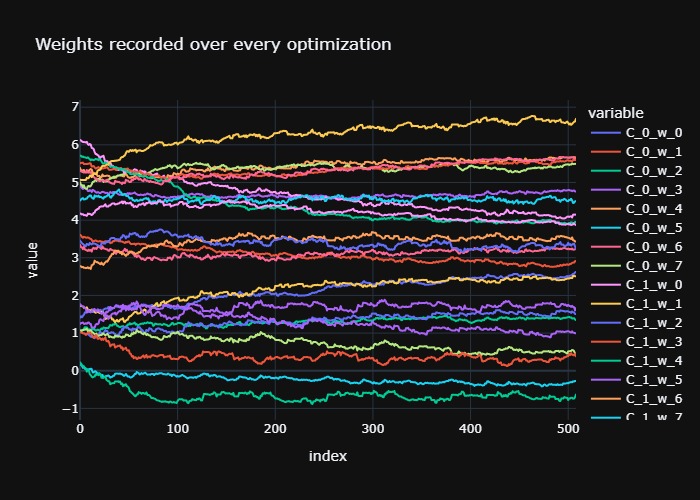 Weights recorded over every optimization
variable
C_0_w_0
C_0_w_1
C_0_w_2
C_0_w_3
C_0_w_4
C_0_w_5
C_0_w_6
C_0_w_7
C_1_w_0
C_1_w_1
C_1_w_2
C_1_w_3
C_1_w_4
C_1_w_5
C_1_w_6
C_1_w_7
value
7
6
5
4
3
2
1
0
−1
0 100 200 300 400 500
index